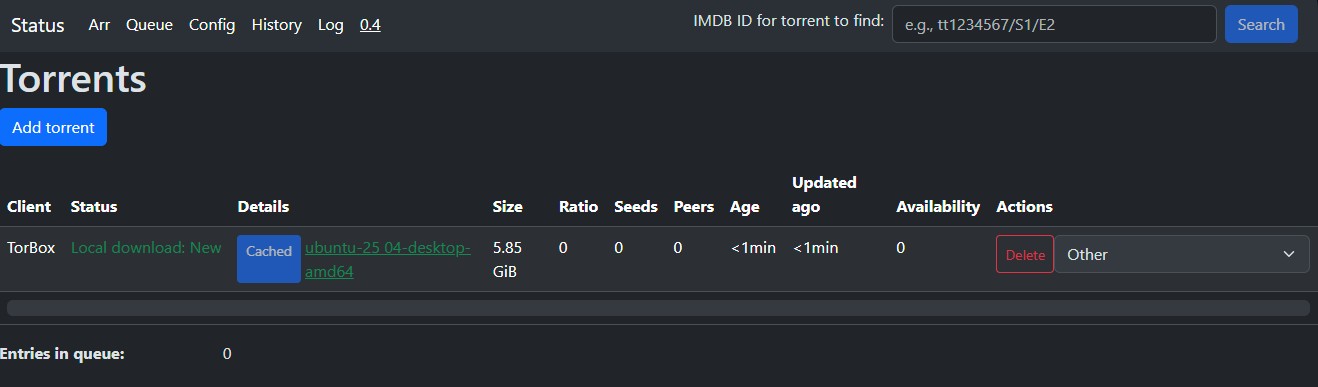 Status Arr Queue Config History Log 0.4 IMDB ID for torrent to find: e.g., tt1234567/S1/E2 Search
Torrents
Add torrent
Client Status Details Size Ratio Seeds Peers Age Updated ago Availability Actions
TorBox Local download: New Cached ubuntu-25 04-desktop- 5.85 0 0 0 <1min <1min 0 Delete Other
amd64 GiB
Entries in queue: 0